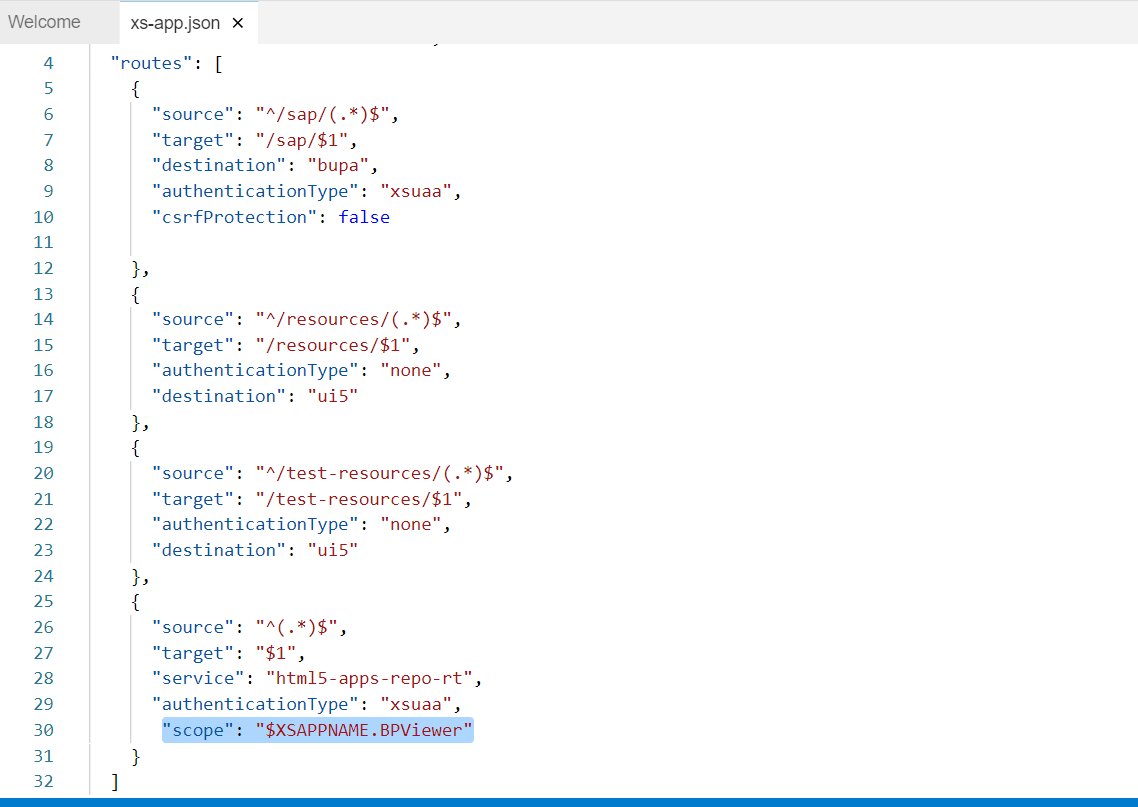 Welcome xs-app.json ×
4 "routes": [
5 {
6 "source": "^/sap/(.*)$",
7 "target": "/sap/$1",
8 "destination": "bupa",
9 "authenticationType": "xsuaa",
10 "csrfProtection": false
11
12 },
13 {
14 "source": "^/resources/(.*)$",
15 "target": "/resources/$1",
16 "authenticationType": "none",
17 "destination": "ui5"
18 },
19 {
20 "source": "^/test-resources/(.*)$",
21 "target": "/test-resources/$1",
22 "authenticationType": "none",
23 "destination": "ui5"
24 },
25 {
26 "source": "^(.*)$",
27 "target": "$1",
28 "service": "html5-apps-repo-rt",
29 "authenticationType": "xsuaa",
30 "scope": "$XSAPPNAME.BPViewer"
31 }
32 ]